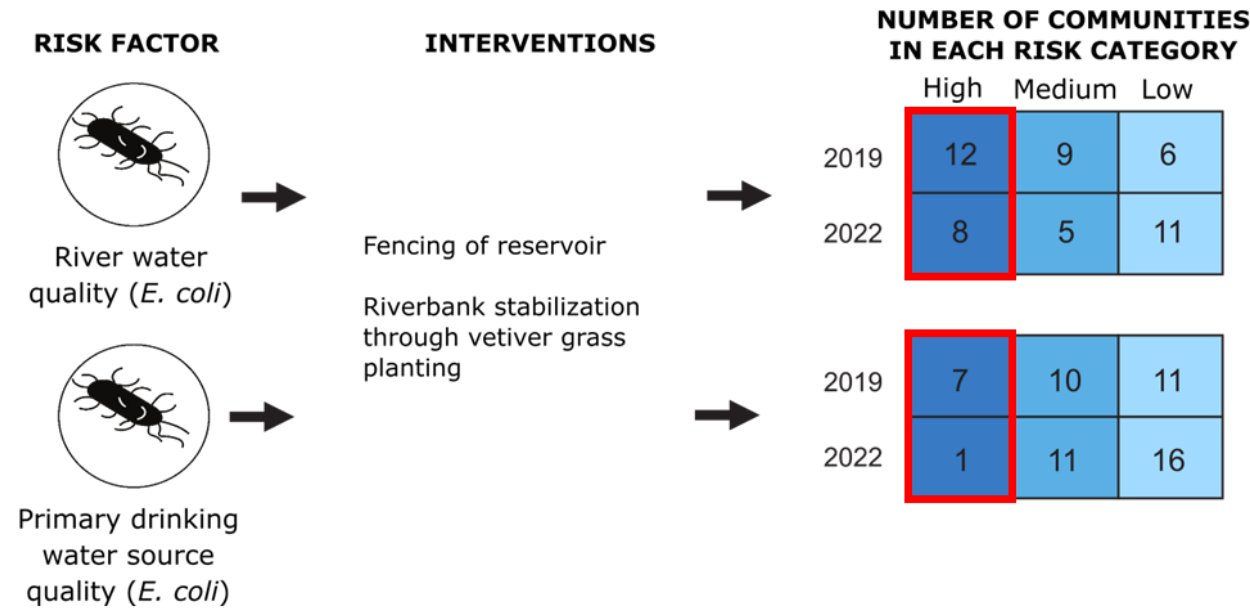 RISK FACTOR
INTERVENTIONS
NUMBER OF COMMUNITIES
IN EACH RISK CATEGORY
High Medium Low
2019 12 9 6
2022 8 5 11
River water
quality (E. coli)
Fencing of reservoir
Riverbank stabilization
through vetiver grass
planting
2019 7 10 11
2022 1 11 16
Primary drinking
water source
quality (E. coli)